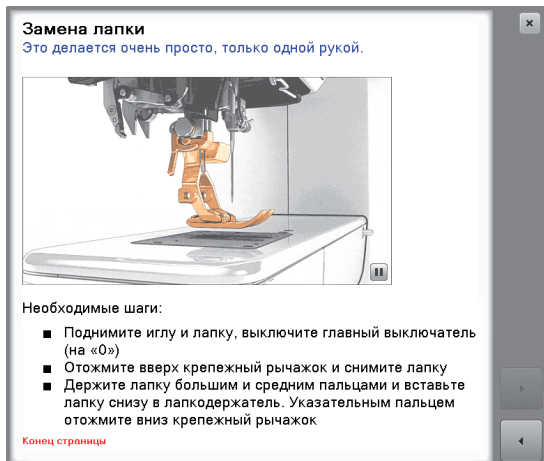 Замена лапки
Это делается очень просто, только одной рукой.
Необходимые шаги:
■ Поднимите иглу и лапку, выключите главный выключатель
(на «0»)
■ Отожмите вверх крепежный рычажок и снимите лапку
■ Держите лапку большим и средним пальцами и вставьте
лапку снизу в лапкодержатель. Указательным пальцем
отожмите вниз крепежный рычажок
Конец страницы